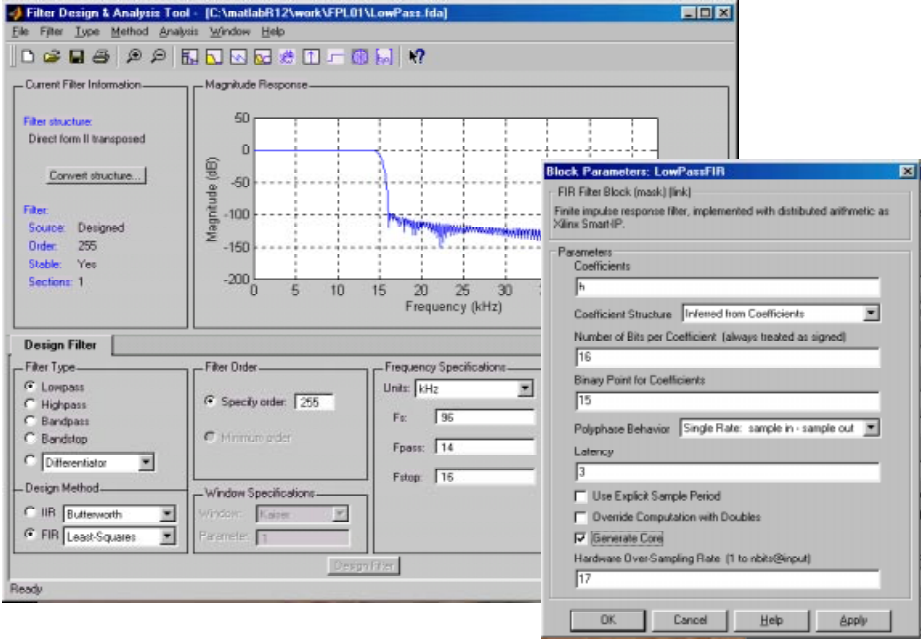 Filter Design & Analysis Tool - [C:\matlabR12\work\FPL01\LowPass.fda]
File Filter Type Method Analysis Window Help
Current Filter Information
Filter structure:
Direct form II transposed
Convert structure...
Filter:
Source: Designed
Order: 255
Stable: Yes
Sections: 1
Magnitude Response
Magnitude (dB)
50
0
-50
-100
-150
-200
0 5 10 15 20 25 30
Frequency (kHz)
Design Filter
Filter Type
Lowpass
Highpass
Bandpass
Bandstop
Differentiator
Design Method
IIR Butterworth
FIR Least-Squares
Filter Order
Specify order: 255
Minimum order
Window Specifications
Window: Kaiser
Parameter: 1
Frequency Specifications
Units: kHz
Fs: 96
Fpass: 14
Fstop: 16
Design Filter
Ready
Block Parameters: LowPassFIR
FIR Filter Block (mask) (link)
Finite impulse response filter, implemented with distributed arithmetic as
Xilinx Smart-IP.
Parameters
Coefficients
h
Coefficient Structure Inferred from Coefficients
Number of Bits per Coefficient (always treated as signed)
16
Binary Point for Coefficients
15
Polyphase Behavior Single Rate: sample in - sample out
Latency
3
Use Explicit Sample Period
Override Computation with Doubles
Generate Core
Hardware Over-Sampling Rate (1 to nbits@input)
17
OK Cancel Help Apply